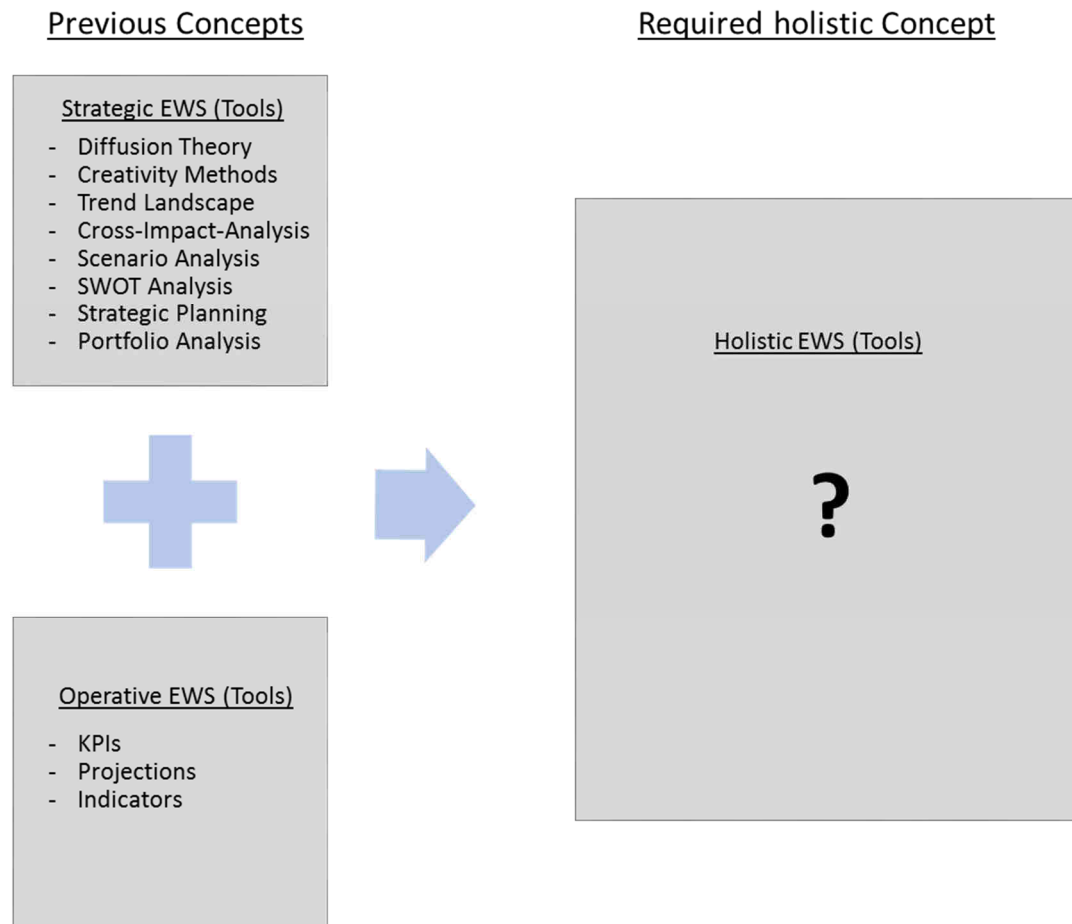 Previous Concepts
Required holistic Concept
Strategic EWS (Tools)
- Diffusion Theory
- Creativity Methods
- Trend Landscape
- Cross-Impact-Analysis
- Scenario Analysis
- SWOT Analysis
- Strategic Planning
- Portfolio Analysis
Holistic EWS (Tools)
?
Operative EWS (Tools)
- KPIs
- Projections
- Indicators